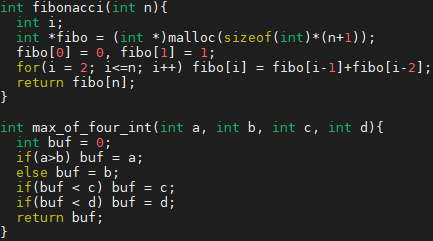 int fibonacci(int n){
  int i;
  int *fibo = (int *)malloc(sizeof(int)*(n+1));
  fibo[0] = 0, fibo[1] = 1;
  for(i = 2; i<=n; i++) fibo[i] = fibo[i-1]+fibo[i-2];
  return fibo[n];
}

int max_of_four_int(int a, int b, int c, int d){
  int buf = 0;
  if(a>b) buf = a;
  else buf = b;
  if(buf < c) buf = c;
  if(buf < d) buf = d;
  return buf;
}